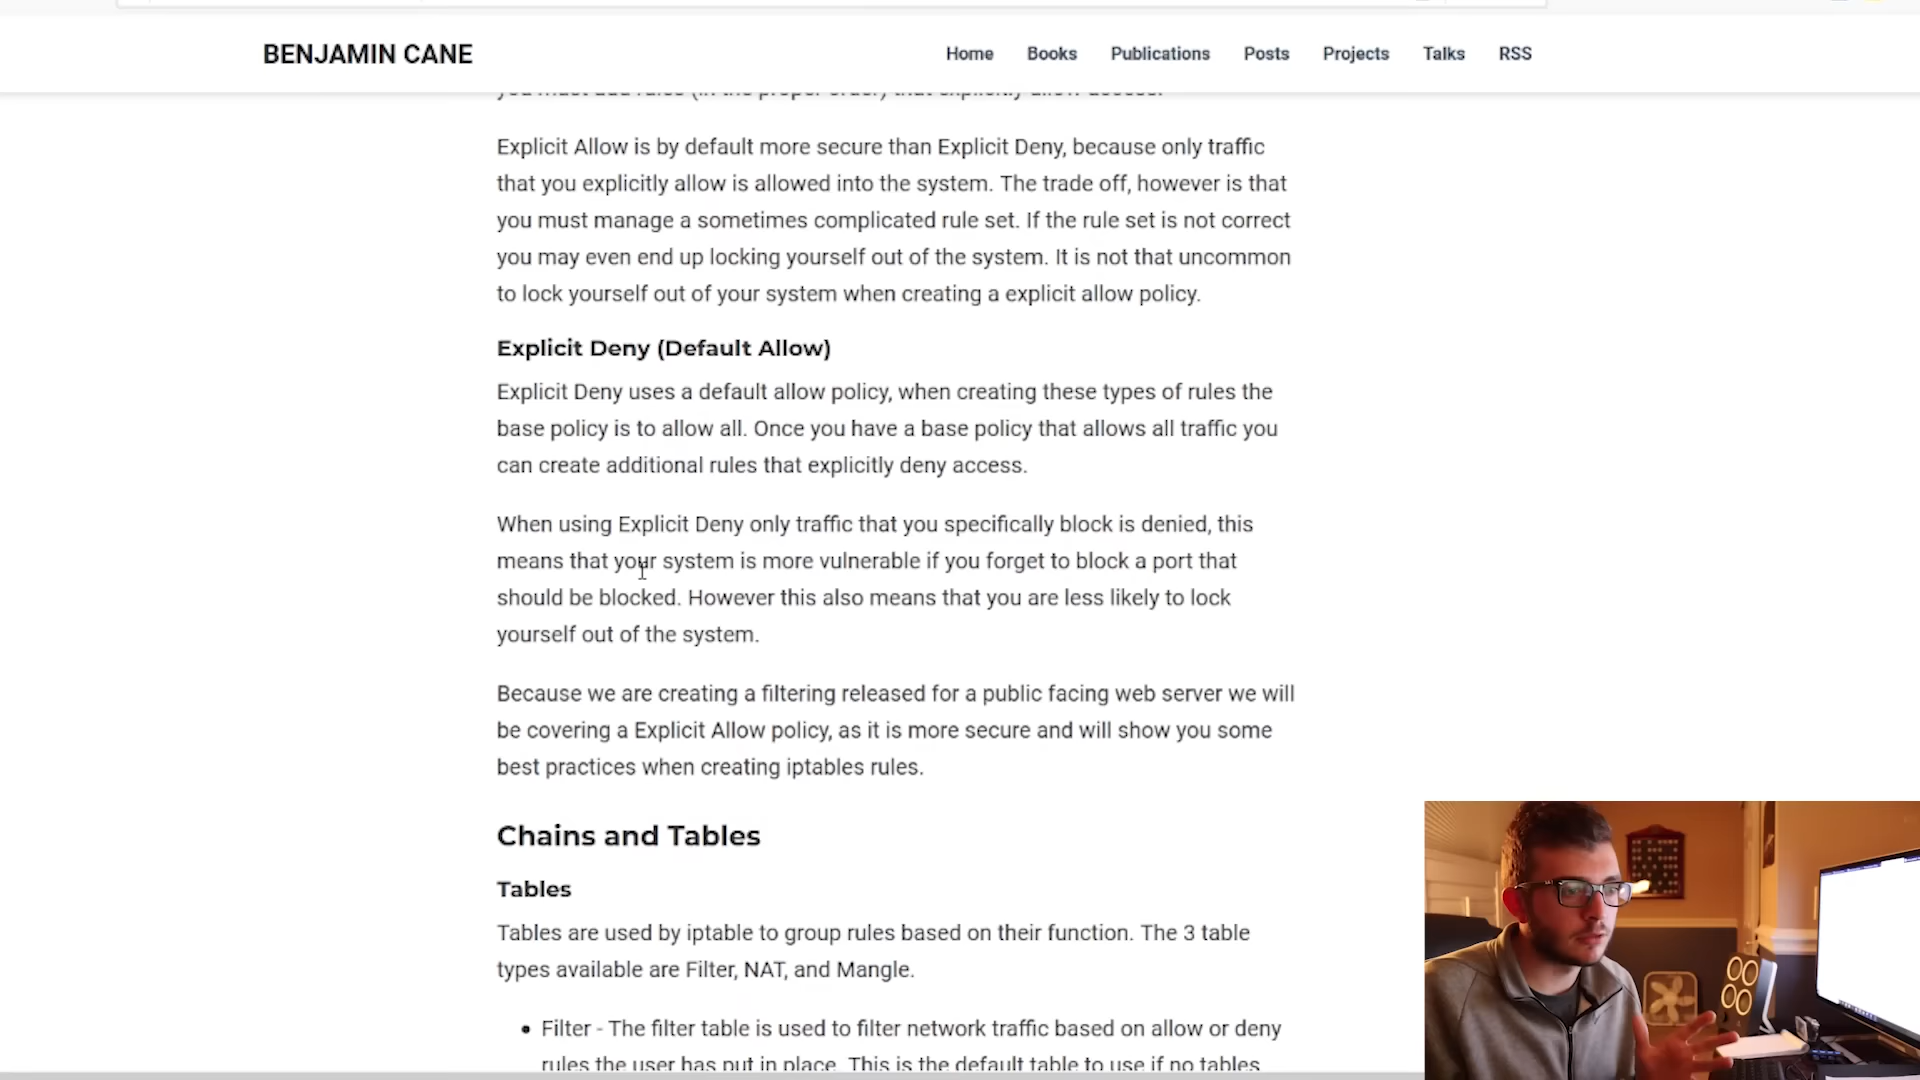 BENJAMIN CANE
Home Books Publications Posts Projects Talks RSS
you must add rules (in the proper order) that explicitly allow access.
Explicit Allow is by default more secure than Explicit Deny, because only traffic
that you explicitly allow is allowed into the system. The trade off, however is that
you must manage a sometimes complicated rule set. If the rule set is not correct
you may even end up locking yourself out of the system. It is not that uncommon
to lock yourself out of your system when creating a explicit allow policy.
Explicit Deny (Default Allow)
Explicit Deny uses a default allow policy, when creating these types of rules the
base policy is to allow all. Once you have a base policy that allows all traffic you
can create additional rules that explicitly deny access.
When using Explicit Deny only traffic that you specifically block is denied, this
means that your system is more vulnerable if you forget to block a port that
should be blocked. However this also means that you are less likely to lock
yourself out of the system.
Because we are creating a filtering released for a public facing web server we will
be covering a Explicit Allow policy, as it is more secure and will show you some
best practices when creating iptables rules.
Chains and Tables
Tables
Tables are used by iptable to group rules based on their function. The 3 table
types available are Filter, NAT, and Mangle.
• Filter - The filter table is used to filter network traffic based on allow or deny
rules the user has put in place. This is the default table to use if no tables